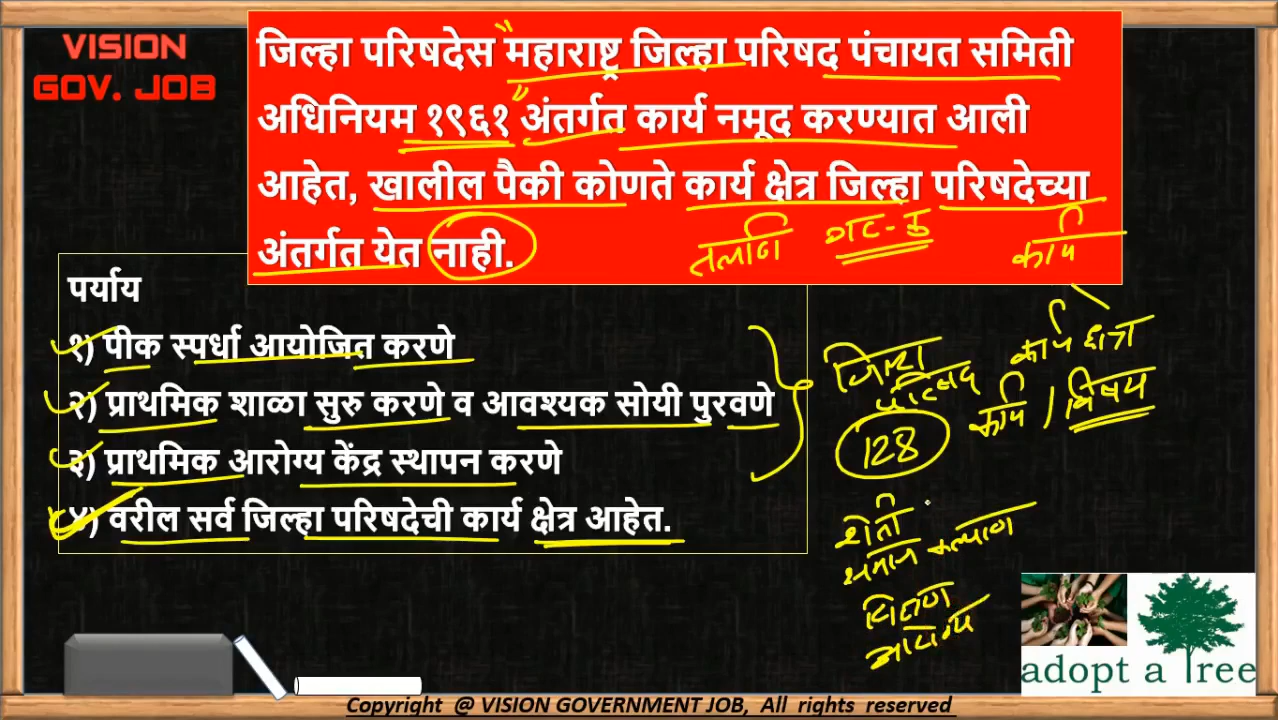 VISION
GOV. JOB
जिल्हा परिषदेस "महाराष्ट्र जिल्हा परिषद पंचायत समिती
अधिनियम १९६१" अंतर्गत कार्य नमूद करण्यात आली
आहेत, खालील पैकी कोणते कार्य क्षेत्र जिल्हा परिषदेच्या
अंतर्गत येत नाही.
पर्याय
१) पीक स्पर्धा आयोजित करणे
२) प्राथमिक शाळा सुरु करणे व आवश्यक सोयी पुरवणे
३) प्राथमिक आरोग्य केंद्र स्थापन करणे
४) वरील सर्व जिल्हा परिषदेची कार्य क्षेत्र आहेत.
कार्य
जिल्हा
परिषद
128
कार्य क्षेत्र
कार्य / विषय
शेती
समाज कल्याण
शिक्षण
आरोग्य
adopt a Tree
Copyright @ VISION GOVERNMENT JOB, All rights reserved